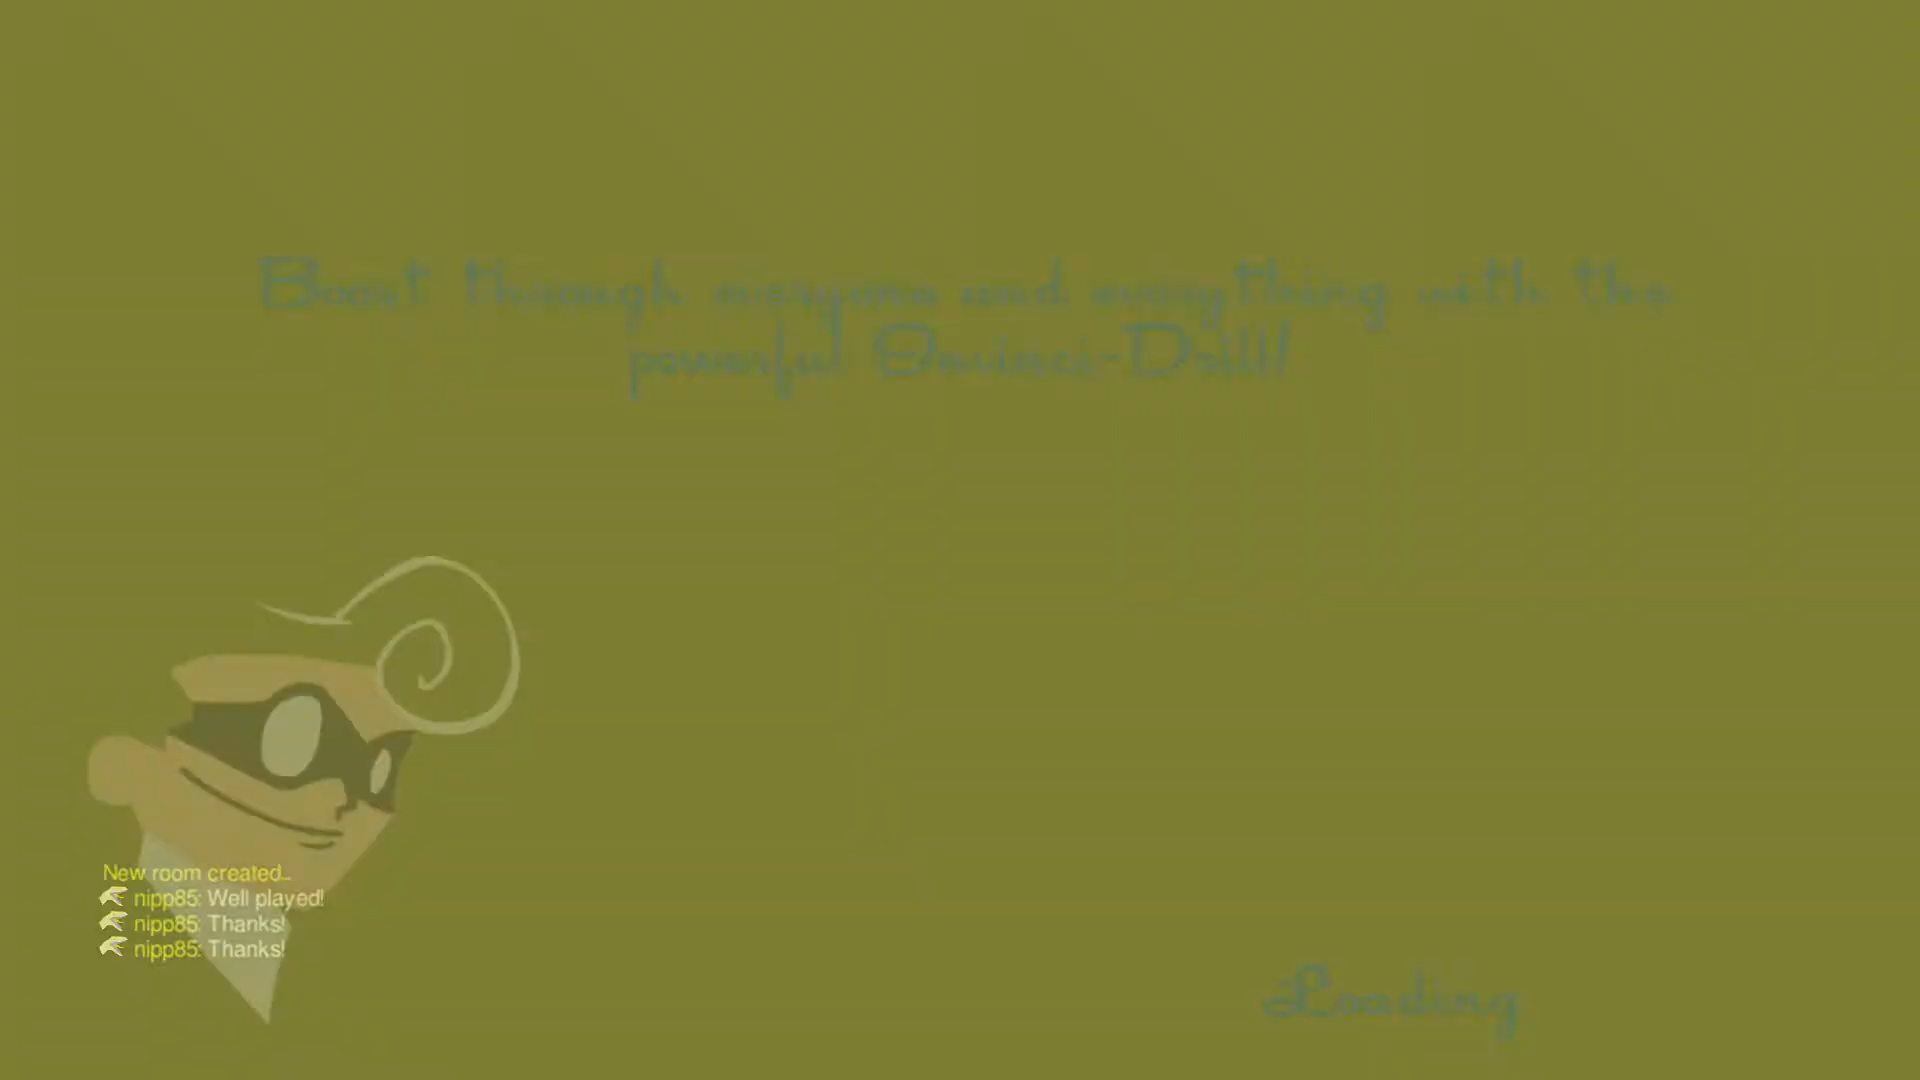 Boost through everyone and everything with the
powerful Omvinci-Drill!
New room created...
nipp85: Well played!
nipp85: Thanks!
nipp85: Thanks!
Loading